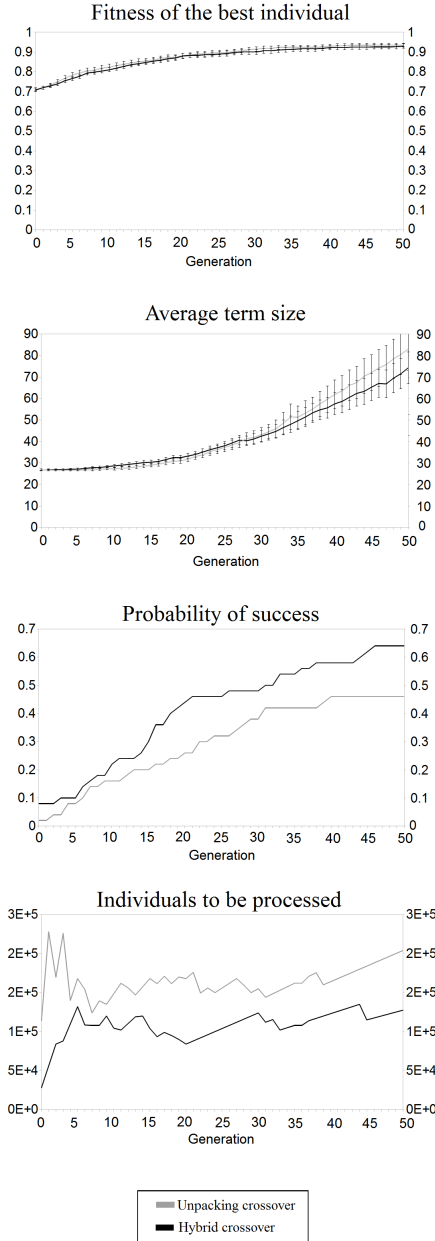 Fitness of the best individual
1 1
0.9 0.9
0.8 0.8
0.7 0.7
0.6 0.6
0.5 0.5
0.4 0.4
0.3 0.3
0.2 0.2
0.1 0.1
0 0
0 5 10 15 20 25 30 35 40 45 50
Generation
Average term size
90 90
80 80
70 70
60 60
50 50
40 40
30 30
20 20
10 10
0 0
0 5 10 15 20 25 30 35 40 45 50
Generation
Probability of success
0.7 0.7
0.6 0.6
0.5 0.5
0.4 0.4
0.3 0.3
0.2 0.2
0.1 0.1
0 0
0 5 10 15 20 25 30 35 40 45 50
Generation
Individuals to be processed
3E+5 3E+5
2E+5 2E+5
2E+5 2E+5
1E+5 1E+5
5E+4 5E+4
0E+0 0E+0
0 5 10 15 20 25 30 35 40 45 50
Generation
Unpacking crossover
Hybrid crossover